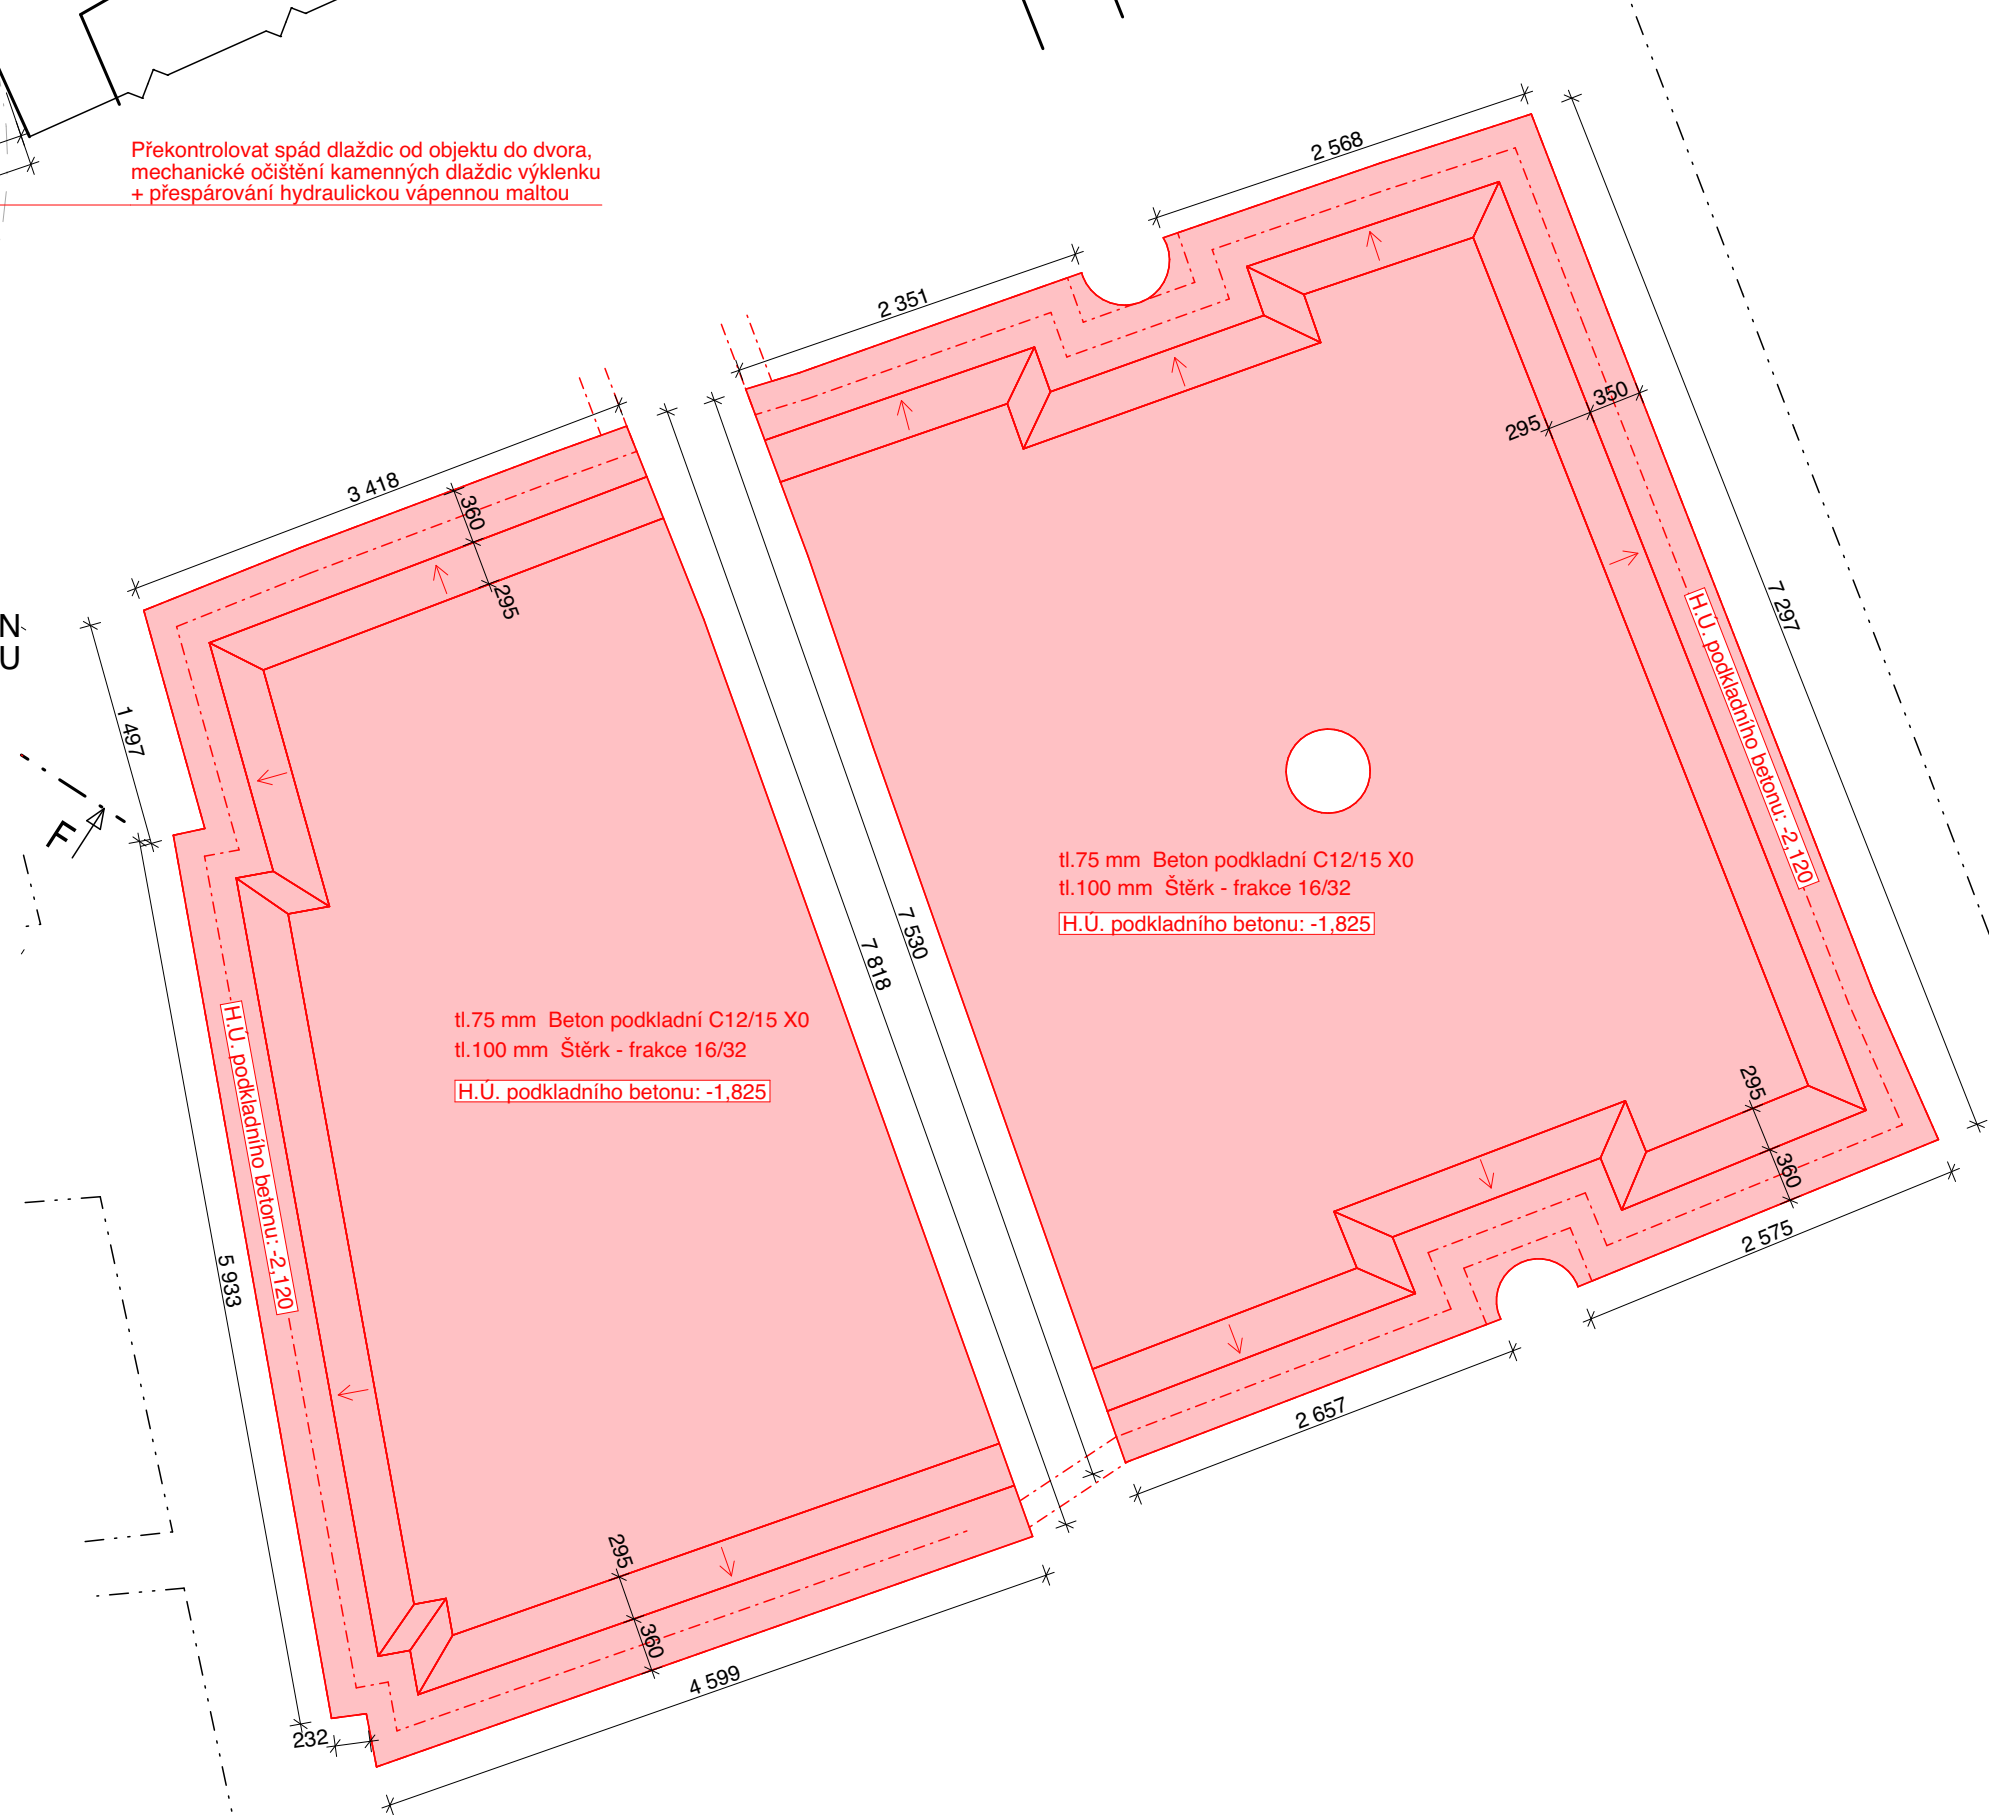 Překontrolovat spád dlaždic od objektu do dvora,
mechanické očištění kamenných dlaždic výklenku
+ přespárování hydraulickou vápennou maltou
2 568
2 351
350
295
3 418
360
295
7 297
N
U
1 497
F
H.Ú. podkladního betonu: -2,120
tl.75 mm Beton podkladní C12/15 X0
tl.100 mm Štěrk - frakce 16/32
H.Ú. podkladního betonu: -1,825
7 530
7 818
tl.75 mm Beton podkladní C12/15 X0
tl.100 mm Štěrk - frakce 16/32
H.Ú. podkladního betonu: -1,825
H.Ú. podkladního betonu: -2,120
295
360
2 575
5 933
2 657
295
360
4 599
232